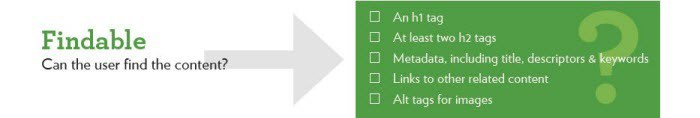 Findable
Can the user find the content?
An h1 tag
At least two h2 tags
Metadata, including title, descriptors & keywords
Links to other related content
Alt tags for images
?